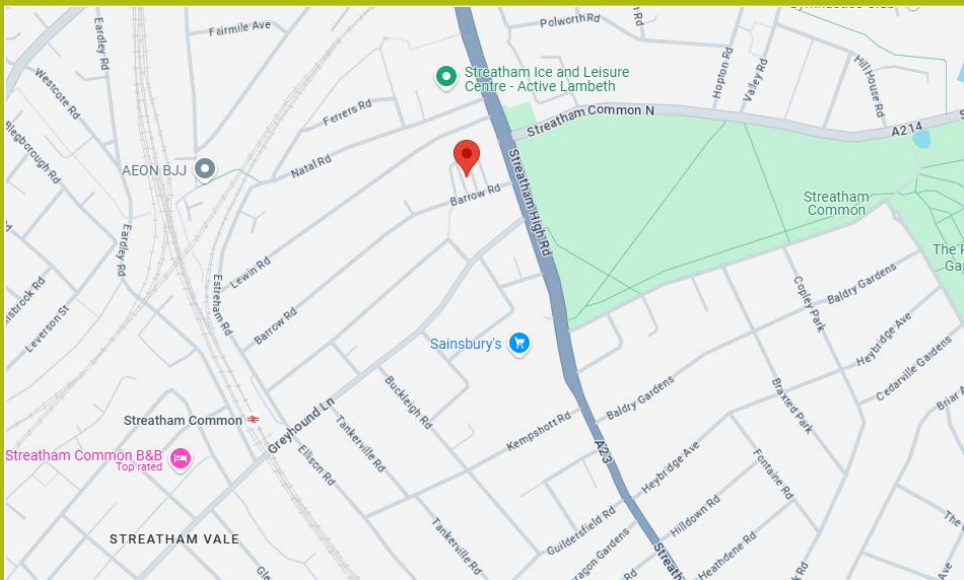 Eardley Rd
Fairmile Ave
Polworth Rd
Westcote Rd
Streatham Ice and Leisure
Centre - Active Lambeth
Hopton Rd
Valley Rd
Hill House Rd
Ferrers Rd
Streatham Common N
A214
AEON BJJ
Natal Rd
Barrow Rd
Streatham High Rd
Streatham
Common
Eardley Rd
Estreham Rd
Lewin Rd
Leverson St
Barrow Rd
Sainsbury's
Copley Park
Baldry Gardens
Heybridge Ave
Cedarville Gardens
Buckleigh Rd
Streatham Common
Greyhound Ln
Tankerville Rd
Kempshott Rd
Baldry Gardens
Braxted Park
Streatham Common B&B
Top rated
Ellison Rd
A23
Heybridge Ave
Fontaine Rd
STREATHAM VALE
Tankerville Rd
Guildersfield Rd
Hilldown Rd
Heathdene Rd